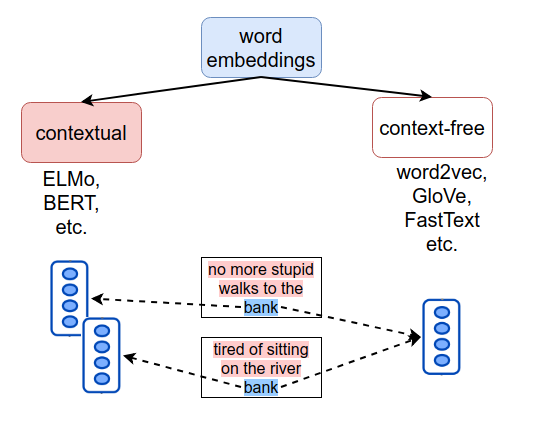 word
embeddings
contextual
context-free
ELMo,
BERT,
etc.
word2vec,
GloVe,
FastText
etc.
no more stupid
walks to the
bank
tired of sitting
on the river
bank